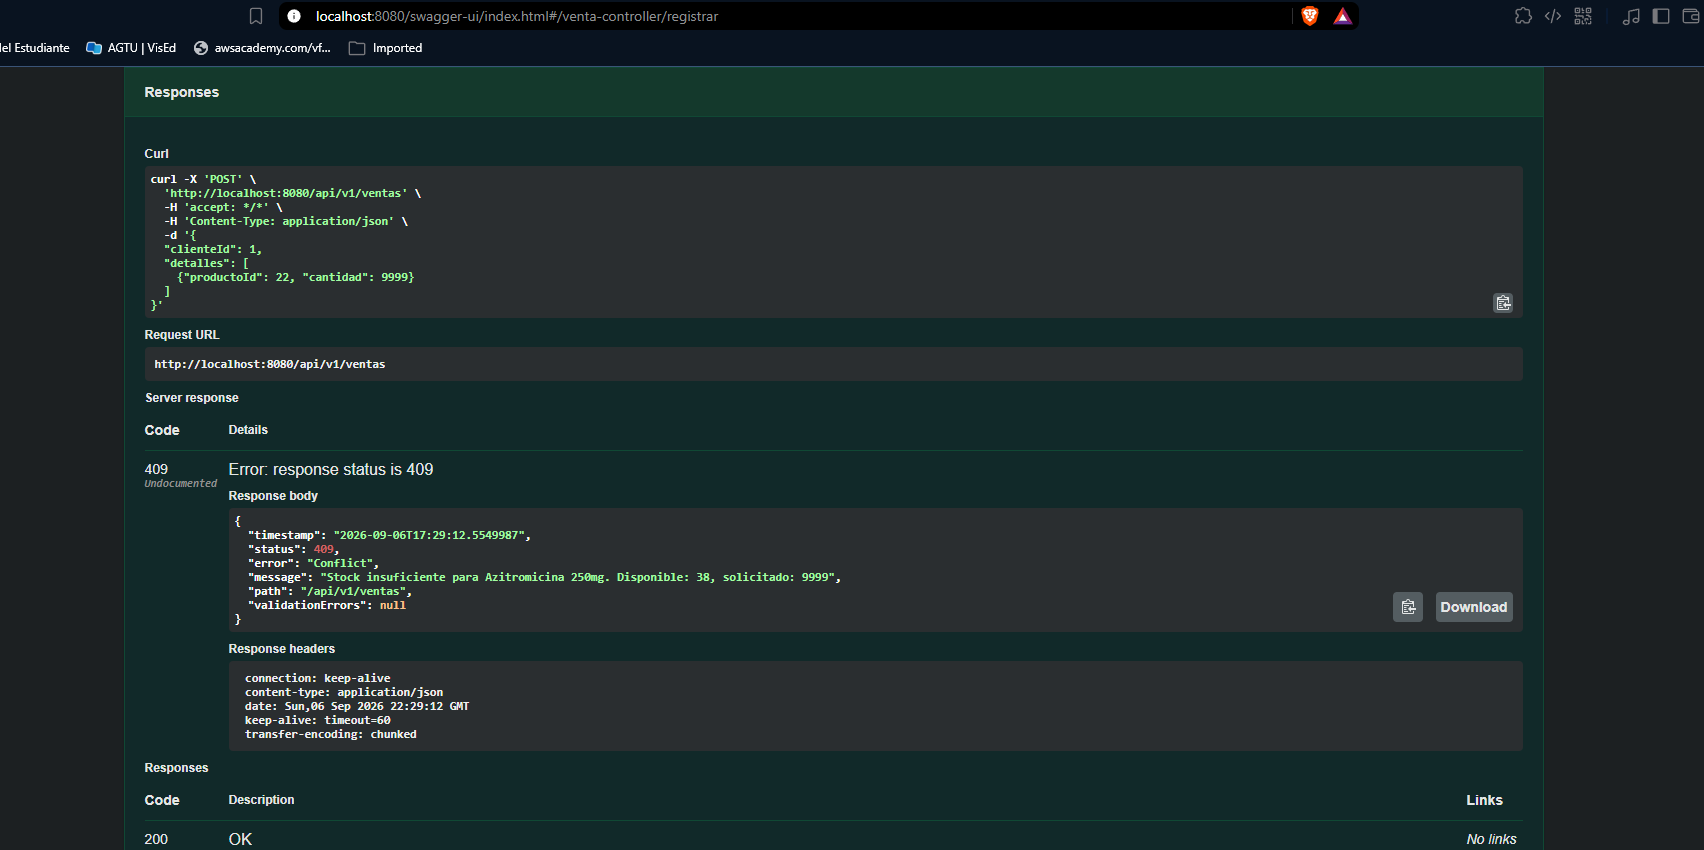 localhost:8080/swagger-ui/index.html#/venta-controller/registrar
del Estudiante
AGTU | VisEd
awsacademy.com/vf...
Imported
Responses
Curl
curl -X 'POST' \
  'http://localhost:8080/api/v1/ventas' \
  -H 'accept: */*' \
  -H 'Content-Type: application/json' \
  -d '{
  "clienteId": 1,
  "detalles": [
    {"productoId": 22, "cantidad": 9999}
  ]
}'
Request URL
http://localhost:8080/api/v1/ventas
Server response
Code Details
409 Error: response status is 409
Undocumented
Response body
{
  "timestamp": "2026-09-06T17:29:12.5549987",
  "status": 409,
  "error": "Conflict",
  "message": "Stock insuficiente para Azitromicina 250mg. Disponible: 38, solicitado: 9999",
  "path": "/api/v1/ventas",
  "validationErrors": null
}
Download
Response headers
connection: keep-alive
content-type: application/json
date: Sun,06 Sep 2026 22:29:12 GMT
keep-alive: timeout=60
transfer-encoding: chunked
Responses
Code Description Links
200 OK No links